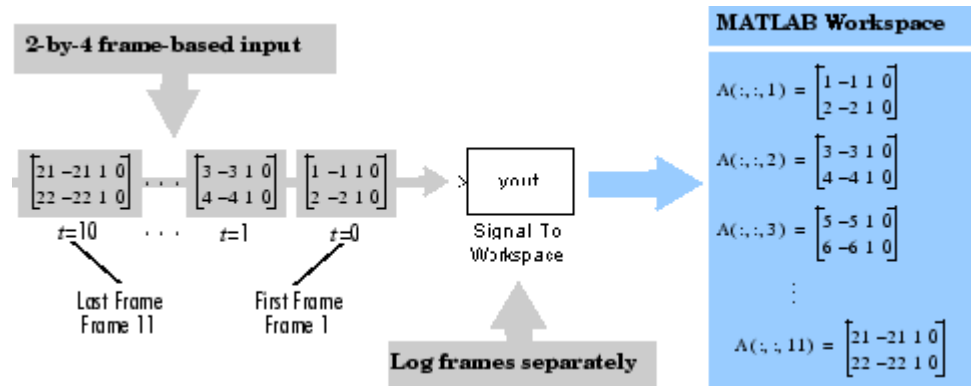 2-by-4 frame-based input
[21 -21 1 0
22 -22 1 0]
. . .
[3 -3 1 0
4 -4 1 0]
[1 -1 1 0
2 -2 1 0]
t=10
. . .
t=1
t=0
Last Frame
Frame 11
First Frame
Frame 1
yout
Signal To
Workspace
Log frames separately
MATLAB Workspace
A(:,:,1) = [1 -1 1 0
2 -2 1 0]
A(:,:,2) = [3 -3 1 0
4 -4 1 0]
A(:,:,3) = [5 -5 1 0
6 -6 1 0]
⋮
A(:,:,11) = [21 -21 1 0
22 -22 1 0]